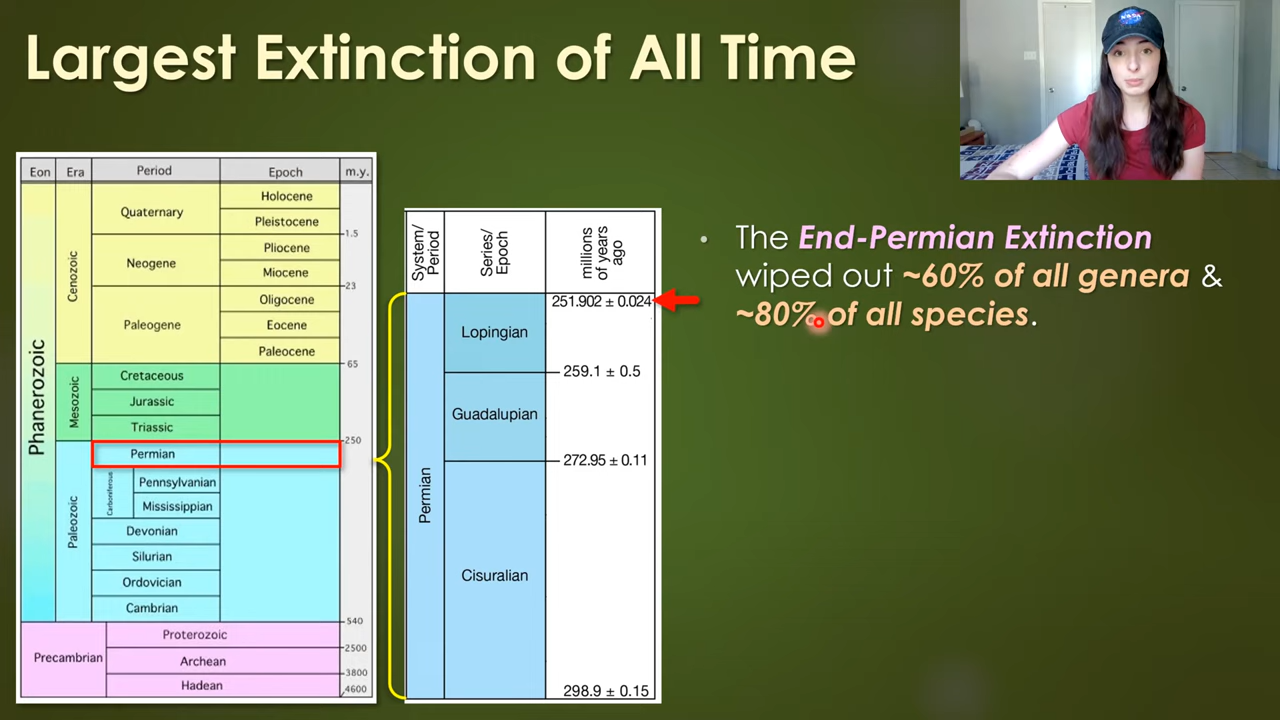 Largest Extinction of All Time
NASA
Eon Era Period Epoch m.y.
Phanerozoic
Cenozoic
Quaternary
Holocene
Pleistocene
1.5
Neogene
Pliocene
Miocene
23
Paleogene
Oligocene
Eocene
Paleocene
65
Mesozoic
Cretaceous
Jurassic
Triassic
250
Paleozoic
Permian
Carboniferous
Pennsylvanian
Mississippian
Devonian
Silurian
Ordovician
Cambrian
540
Precambrian
Proterozoic
2500
Archean
3800
Hadean
4600
System/
Period
Series/
Epoch
millions
of years
ago
Permian
251.902 ± 0.024
Lopingian
259.1 ± 0.5
Guadalupian
272.95 ± 0.11
Cisuralian
298.9 ± 0.15
• The End-Permian Extinction
wiped out ~60% of all genera &
~80% of all species.